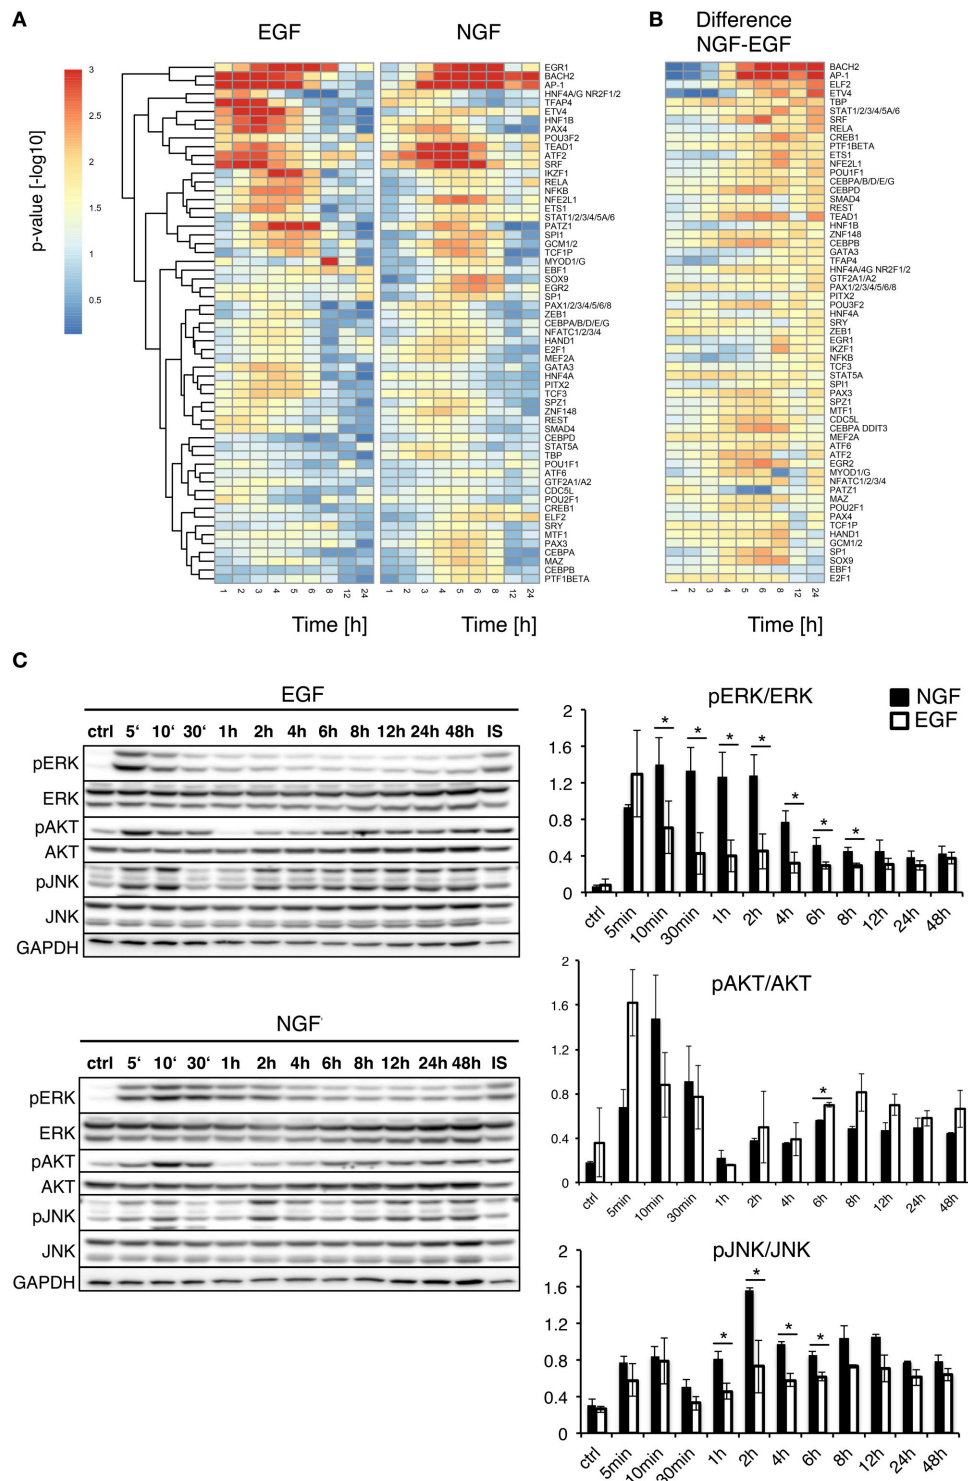 A
EGF
NGF
p-value [-log10]
3
2.5
2
1.5
1
0.5
EGR1
BACH2
AP-1
HNF4A/G NR2F1/2
TFAP4
ETV4
HNF1B
PAX4
POU3F2
TEAD1
ATF2
SRF
IKZF1
RELA
NFKB
NFE2L1
ETS1
STAT1/2/3/4/5A/6
PATZ1
SPI1
GCM1/2
TCF1P
MYOD1/G
EBF1
SOX9
EGR2
SP1
PAX1/2/3/4/5/6/8
ZEB1
CEBPA/B/D/E/G
NFATC1/2/3/4
HAND1
E2F1
MEF2A
GATA3
HNF4A
PITX2
TCF3
SPZ1
ZNF148
REST
SMAD4
CEBPD
STAT5A
TBP
POU1F1
ATF6
GTF2A1/A2
CDC5L
POU2F1
CREB1
ELF2
SRY
MTF1
PAX3
CEBPA
MAZ
CEBPB
PTF1BETA
1 2 3 4 5 6 8 12 24
1 2 3 4 5 6 8 12 24
Time [h]
Time [h]
B
Difference
NGF-EGF
BACH2
AP-1
ELF2
ETV4
TBP
STAT1/2/3/4/5A/6
SRF
RELA
CREB1
PTF1BETA
ETS1
NFE2L1
POU1F1
CEBPA/B/D/E/G
CEBPD
SMAD4
REST
TEAD1
HNF1B
ZNF148
CEBPB
GATA3
TFAP4
HNF4A/4G NR2F1/2
GTF2A1/A2
PAX1/2/3/4/5/6/8
PITX2
POU3F2
HNF4A
SRY
ZEB1
EGR1
IKZF1
NFKB
TCF3
STAT5A
SPI1
PAX3
MTF1
CDC5L
CEBPA DDIT3
MEF2A
ATF6
ATF2
EGR2
MYOD1/G
NFATC1/2/3/4
PATZ1
MAZ
POU2F1
PAX4
TCF1P
HAND1
GCM1/2
SP1
SOX9
EBF1
E2F1
1 2 3 4 5 6 8 12 24
Time [h]
C
EGF
ctrl 5‘ 10‘ 30‘ 1h 2h 4h 6h 8h 12h 24h 48h IS
pERK
ERK
pAKT
AKT
pJNK
JNK
GAPDH
NGF
ctrl 5‘ 10‘ 30‘ 1h 2h 4h 6h 8h 12h 24h 48h IS
pERK
ERK
pAKT
AKT
pJNK
JNK
GAPDH
pERK/ERK
NGF
EGF
2
1.6
1.2
0.8
0.4
0
* * * * * * *
ctrl 5min 10min 30min 1h 2h 4h 6h 8h 12h 24h 48h
pAKT/AKT
2
1.6
1.2
0.8
0.4
0
*
ctrl 5min 10min 30min 1h 2h 4h 6h 8h 12h 24h 48h
pJNK/JNK
2
1.6
1.2
0.8
0.4
0
* * * *
ctrl 5min 10min 30min 1h 2h 4h 6h 8h 12h 24h 48h